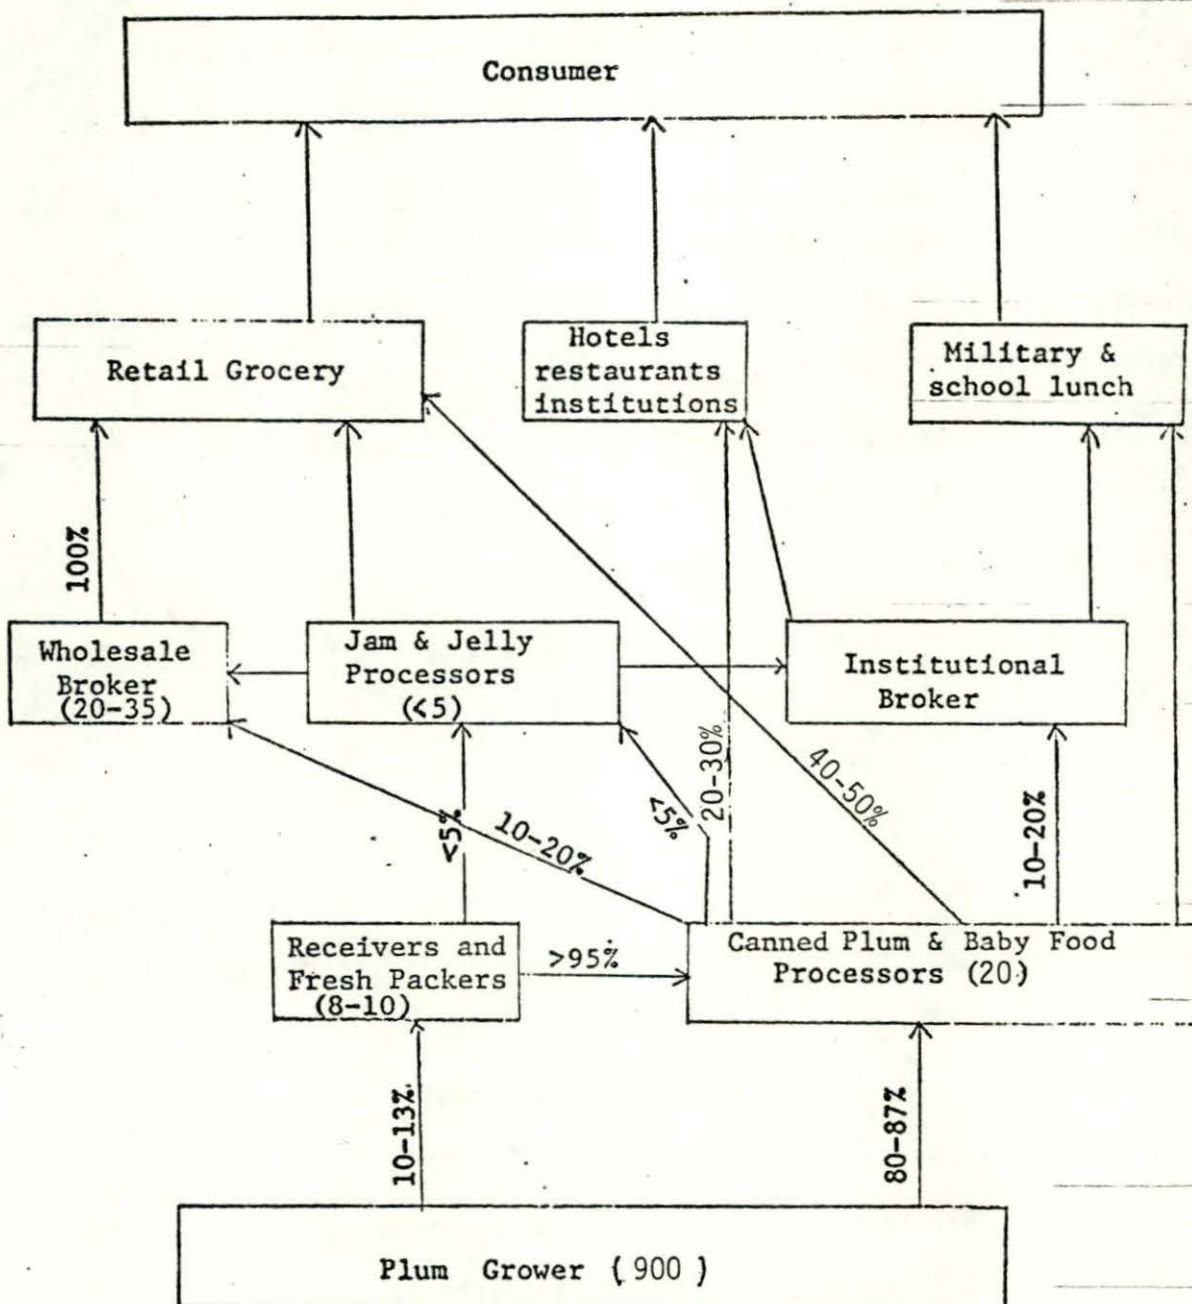 Consumer
Retail Grocery
Hotels
restaurants
institutions
Military &
school lunch
100%
Wholesale
Broker
(20-35)
Jam & Jelly
Processors
(<5)
Institutional
Broker
<5%
10-20%
<5%
20-30%
40-50%
10-20%
Receivers and
Fresh Packers
(8-10)
>95%
Canned Plum & Baby Food
Processors (20)
10-13%
80-87%
Plum Grower (900)